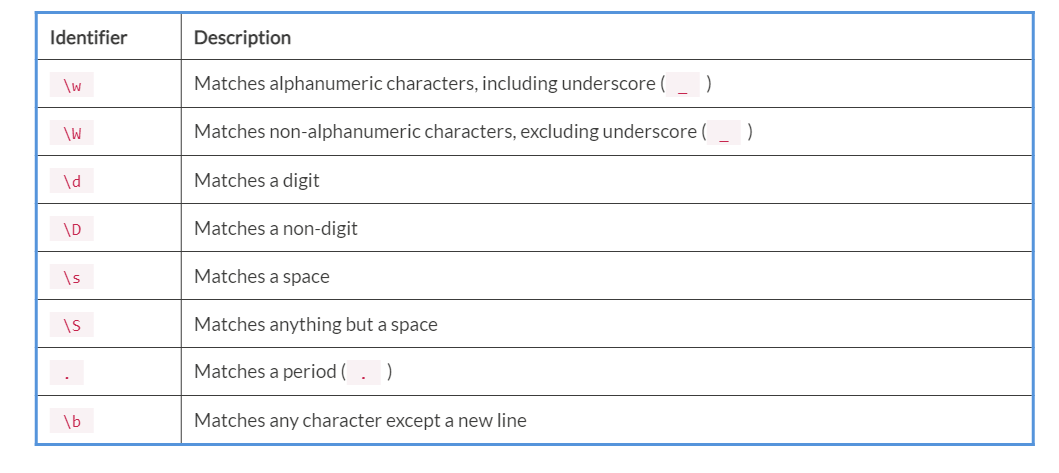 Identifier Description
\w Matches alphanumeric characters, including underscore ( _ )
\W Matches non-alphanumeric characters, excluding underscore ( _ )
\d Matches a digit
\D Matches a non-digit
\s Matches a space
\S Matches anything but a space
. Matches a period ( . )
\b Matches any character except a new line